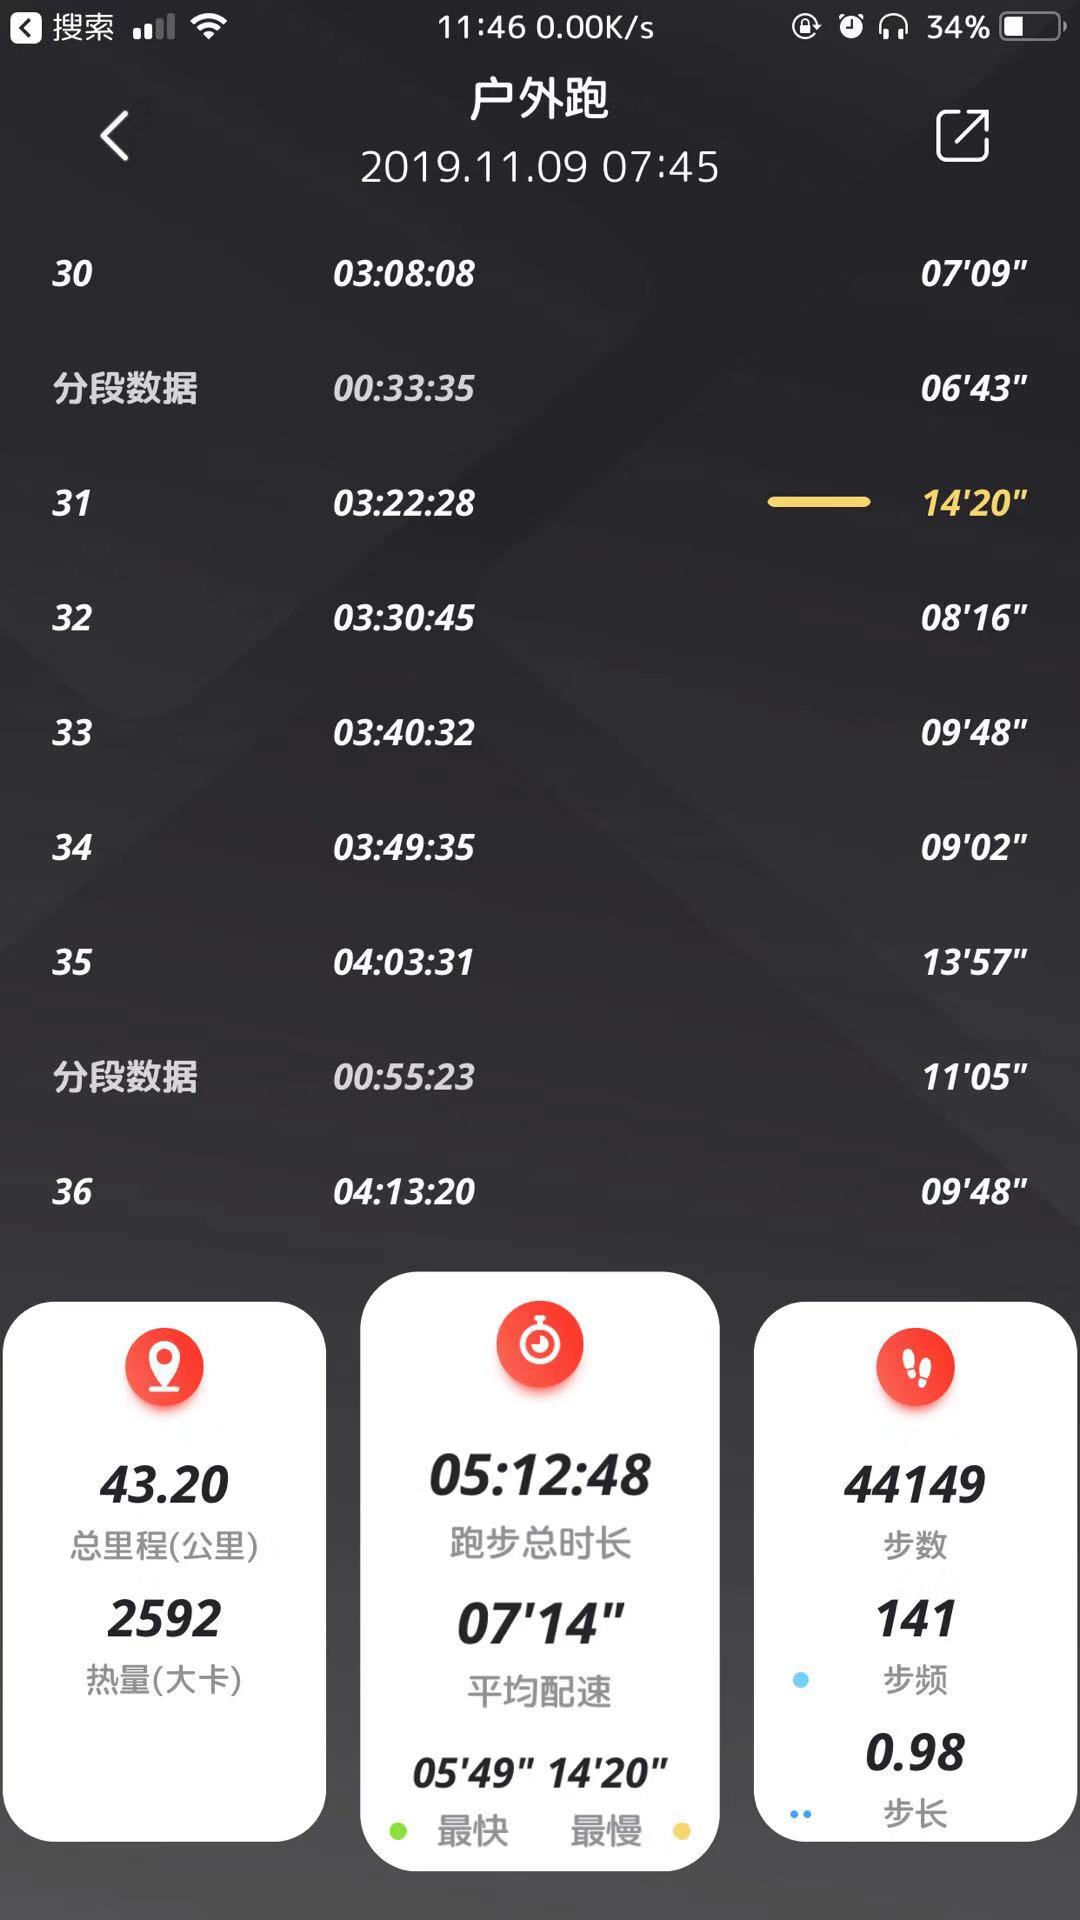 搜索 11:46 0.00K/s 34%
户外跑
2019.11.09 07:45
30 03:08:08 07'09"
分段数据 00:33:35 06'43"
31 03:22:28 14'20"
32 03:30:45 08'16"
33 03:40:32 09'48"
34 03:49:35 09'02"
35 04:03:31 13'57"
分段数据 00:55:23 11'05"
36 04:13:20 09'48"
43.20
总里程(公里)
2592
热量(大卡)
05:12:48
跑步总时长
07'14"
平均配速
05'49" 14'20"
最快 最慢
44149
步数
141
步频
0.98
步长